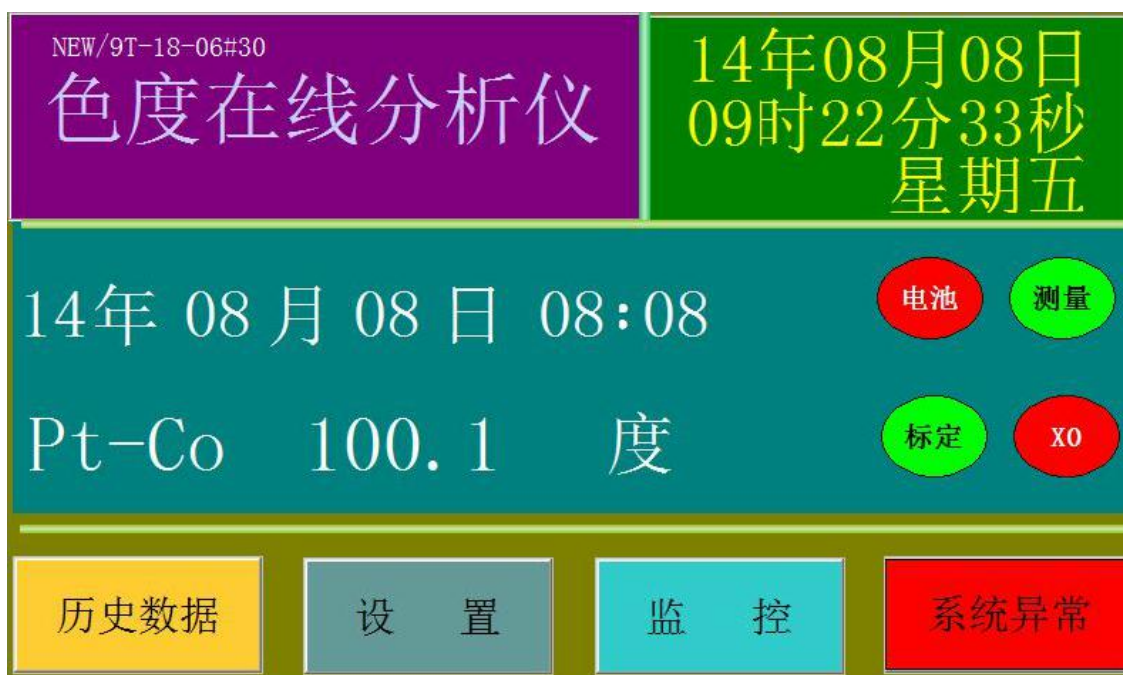 NEW/9T-18-06#30
色度在线分析仪
14年08月08日
09时22分33秒
星期五
14年 08 月 08 日 08:08
电池
测量
Pt-Co 100.1 度
标定
X0
历史数据
设 置
监 控
系统异常